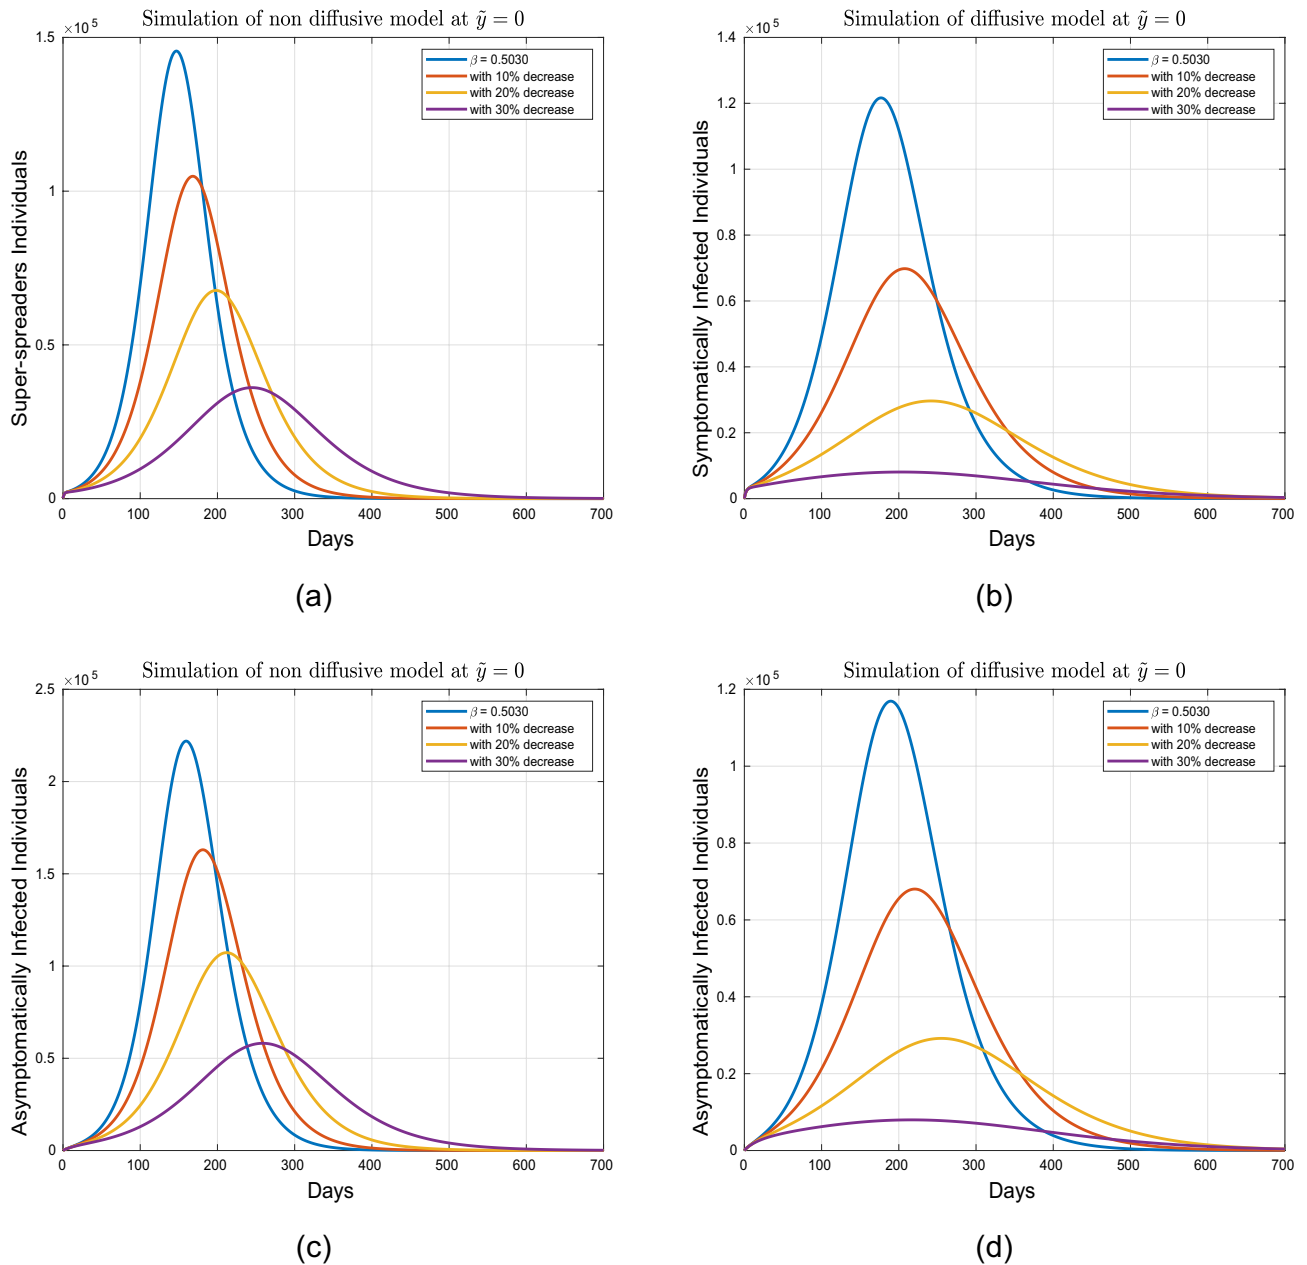 Simulation of non diffusive model at ỹ = 0
×10 5
1.5
1
0.5
0
0 100 200 300 400 500 600 700
Super-spreaders Individuals
Days
β = 0.5030
with 10% decrease
with 20% decrease
with 30% decrease
(a)
Simulation of diffusive model at ỹ = 0
×10 5
1.4
1.2
1
0.8
0.6
0.4
0.2
0
0 100 200 300 400 500 600 700
Symptomatically Infected Individuals
Days
β = 0.5030
with 10% decrease
with 20% decrease
with 30% decrease
(b)
Simulation of non diffusive model at ỹ = 0
×10 5
2.5
2
1.5
1
0.5
0
0 100 200 300 400 500 600 700
Asymptomatically Infected Individuals
Days
β = 0.5030
with 10% decrease
with 20% decrease
with 30% decrease
(c)
Simulation of diffusive model at ỹ = 0
×10 5
1.2
1
0.8
0.6
0.4
0.2
0
0 100 200 300 400 500 600 700
Asymptomatically Infected Individuals
Days
β = 0.5030
with 10% decrease
with 20% decrease
with 30% decrease
(d)